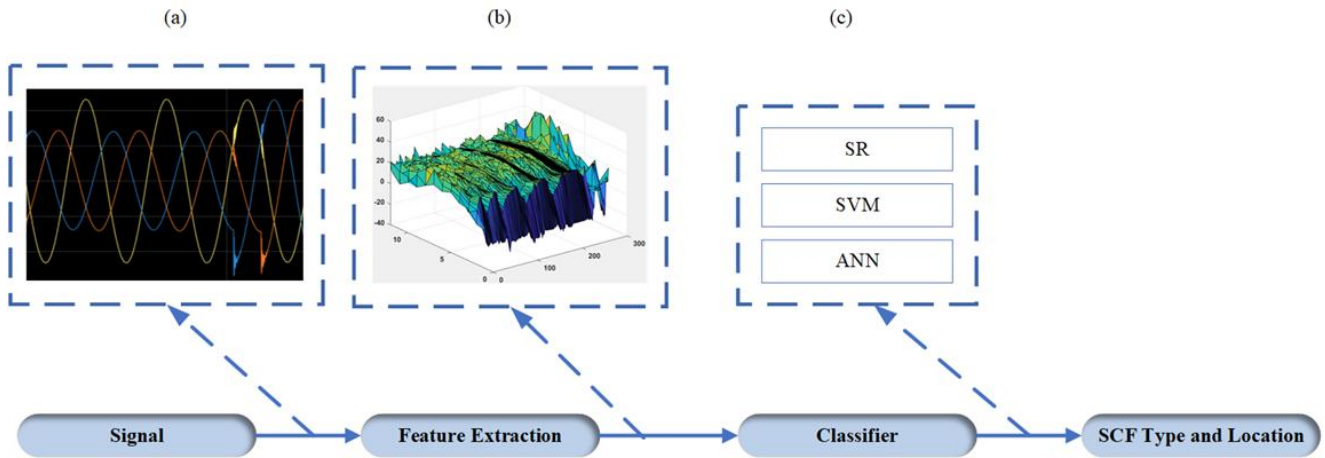 (a)
(b)
(c)
60
40
20
0
-20
-40
10
5
0
0
100
200
300
SR
SVM
ANN
Signal
Feature Extraction
Classifier
SCF Type and Location